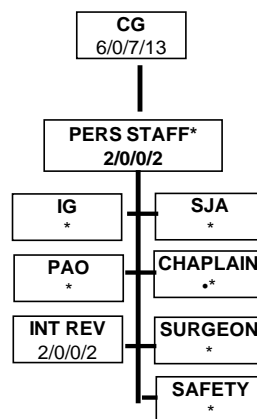 CG
6/0/7/13
PERS STAFF*
2/0/0/2
IG
*
SJA
*
PAO
*
CHAPLAIN
•*
INT REV
2/0/0/2
SURGEON
*
SAFETY
*